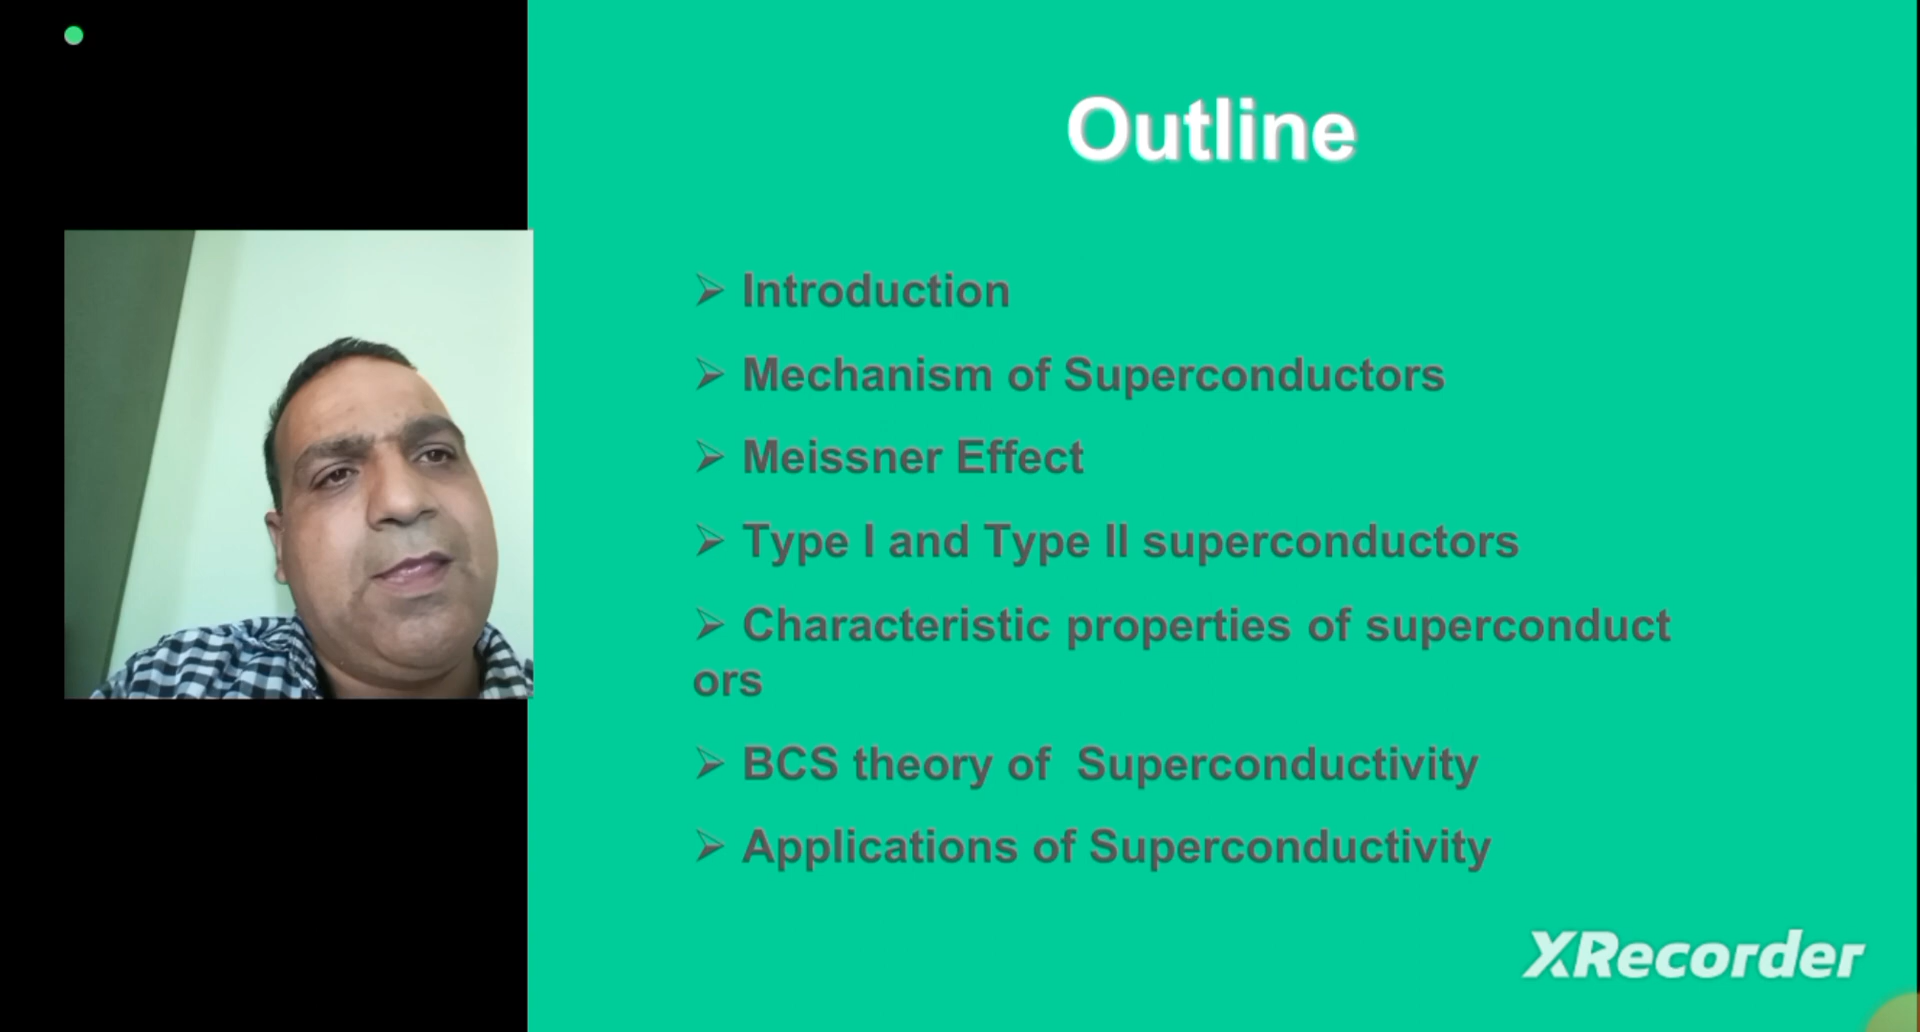 Outline
➢ Introduction
➢ Mechanism of Superconductors
➢ Meissner Effect
➢ Type I and Type II superconductors
➢ Characteristic properties of superconduct
ors
➢ BCS theory of  Superconductivity
➢ Applications of Superconductivity
XRecorder